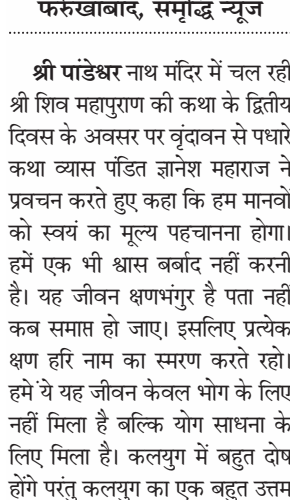 फर्रुखाबाद, समृद्धि न्यूज
श्री पांडेश्वर नाथ मंदिर में चल रही
श्री शिव महापुराण की कथा के द्वितीय
दिवस के अवसर पर वृंदावन से पधारे
कथा व्यास पंडित ज्ञानेश महाराज ने
प्रवचन करते हुए कहा कि हम मानवों
को स्वयं का मूल्य पहचानना होगा।
हमें एक भी श्वास बर्बाद नहीं करनी
है। यह जीवन क्षणभंगुर है पता नहीं
कब समाप्त हो जाए। इसलिए प्रत्येक
क्षण हरि नाम का स्मरण करते रहो।
हमें ये यह जीवन केवल भोग के लिए
नहीं मिला है बल्कि योग साधना के
लिए मिला है। कलयुग में बहुत दोष
होंगे परंतु कलयुग का एक बहुत उत्तम